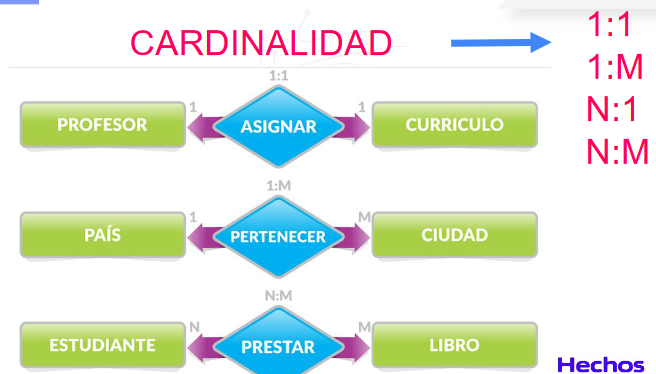 CARDINALIDAD
1:1
1:M
N:1
N:M
1:1
PROFESOR 1 ASIGNAR 1 CURRICULO
1:M
PAÍS 1 PERTENECER M CIUDAD
N:M
ESTUDIANTE N PRESTAR M LIBRO
Hechos